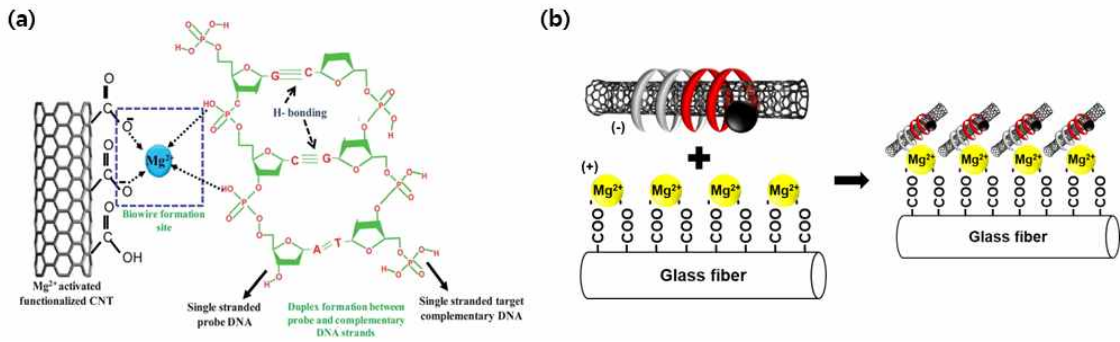 (a)
O
C
O⁻
O
C
O⁻
O
C
OH
Mg²⁺
Biowire formation
site
Mg²⁺ activated
functionalized CNT
G C
H- bonding
C G
A T
Single stranded
probe DNA
Duplex formation between
probe and complementary
DNA strands
Single stranded target
complementary DNA
(b)
(-)
+
(+)
Mg²⁺ Mg²⁺ Mg²⁺ Mg²⁺
COO COO COO COO COO COO COO COO
Glass fiber
Mg²⁺ Mg²⁺ Mg²⁺ Mg²⁺
COO COO COO COO COO COO COO COO
Glass fiber